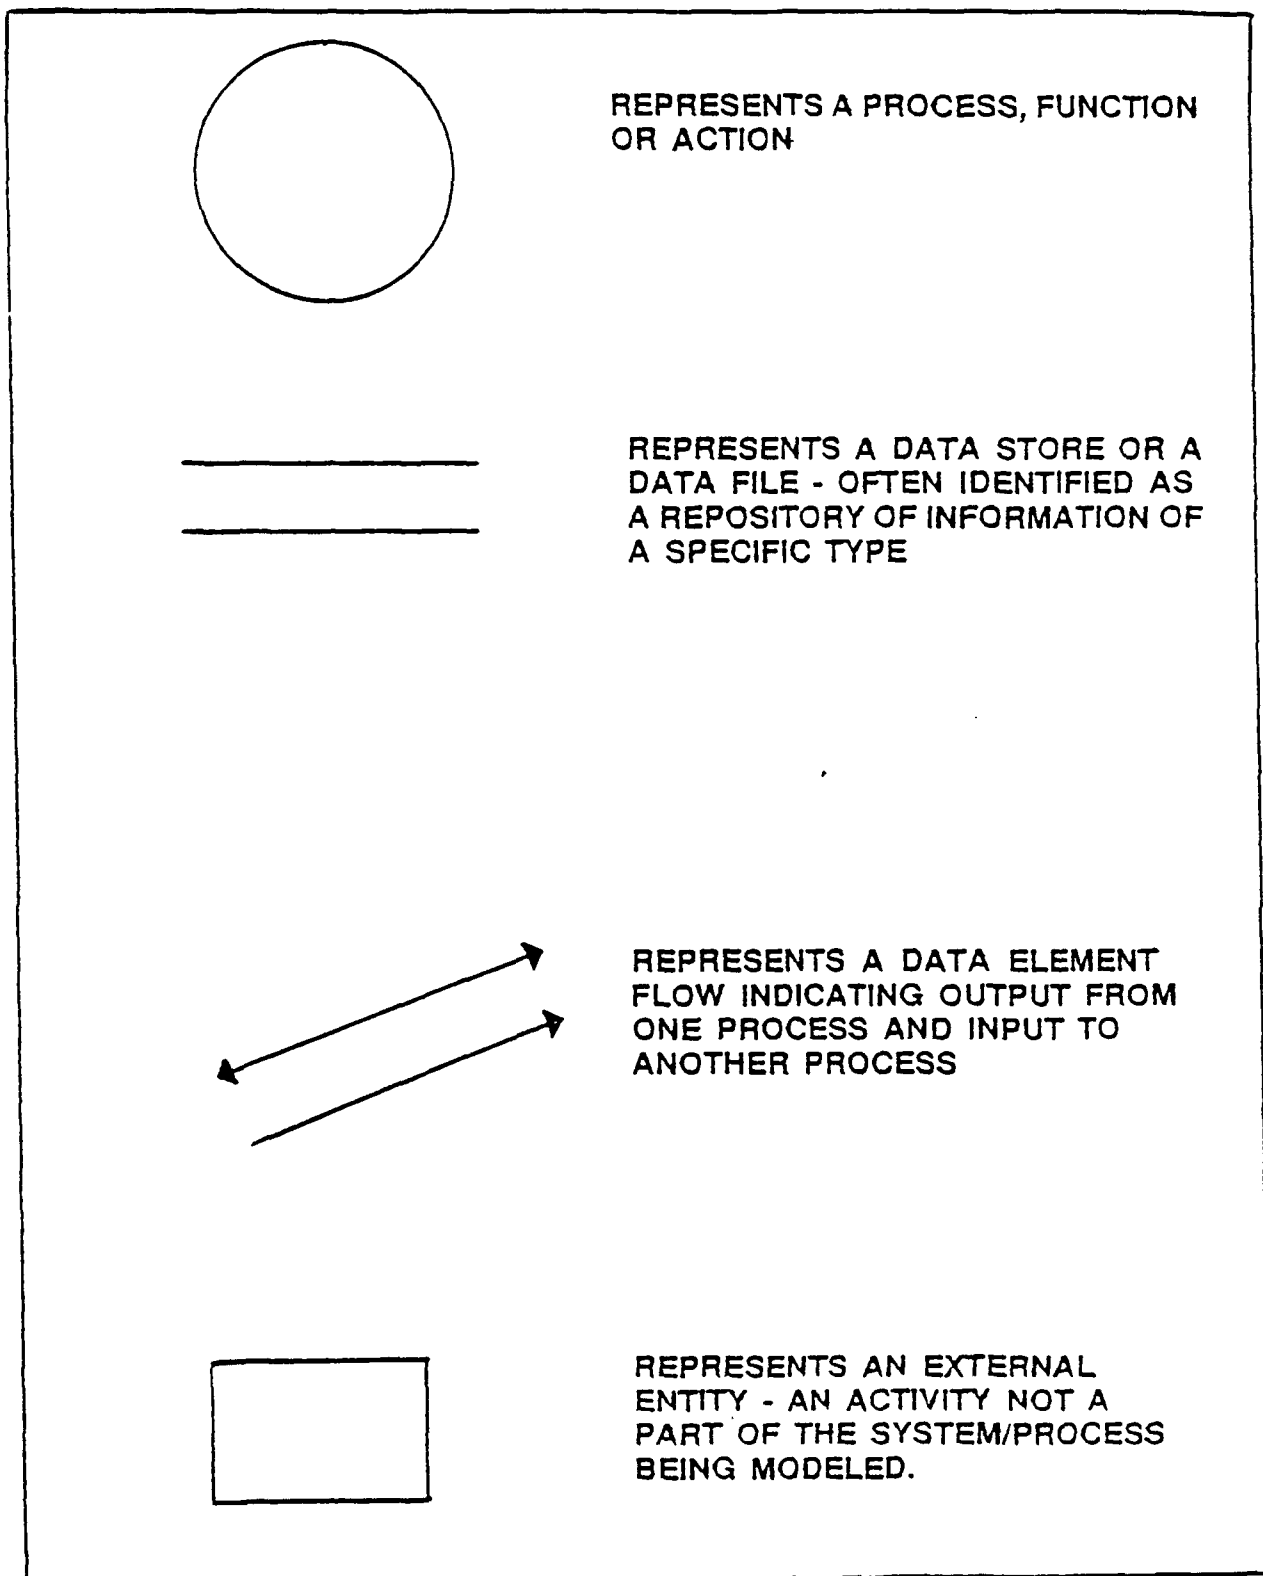 REPRESENTS A PROCESS, FUNCTION
OR ACTION
REPRESENTS A DATA STORE OR A
DATA FILE - OFTEN IDENTIFIED AS
A REPOSITORY OF INFORMATION OF
A SPECIFIC TYPE
REPRESENTS A DATA ELEMENT
FLOW INDICATING OUTPUT FROM
ONE PROCESS AND INPUT TO
ANOTHER PROCESS
REPRESENTS AN EXTERNAL
ENTITY - AN ACTIVITY NOT A
PART OF THE SYSTEM/PROCESS
BEING MODELED.